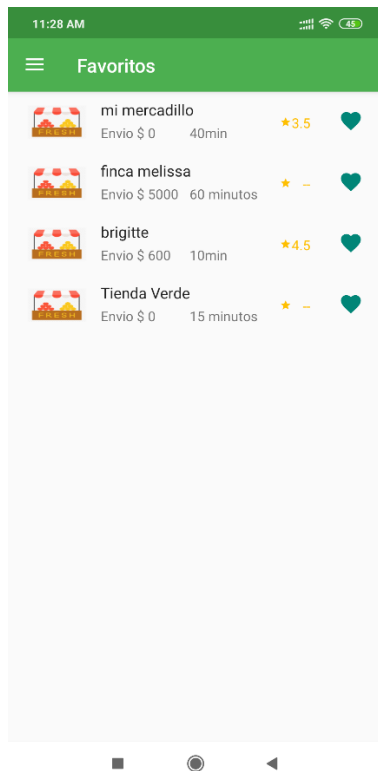 11:28 AM 45
Favoritos
mi mercadillo
Envio $ 0 40min ★3.5
FRESH
finca melissa
Envio $ 5000 60 minutos ★ --
FRESH
brigitte
Envio $ 600 10min ★4.5
FRESH
Tienda Verde
Envio $ 0 15 minutos ★ --
FRESH